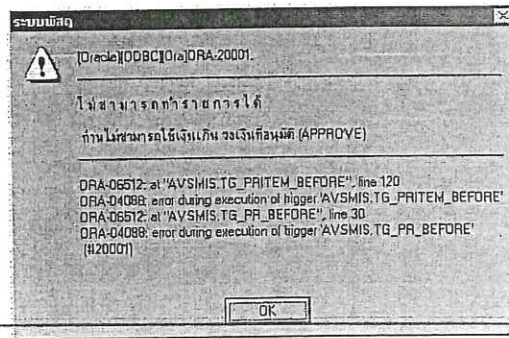 ระบบพัสดุ
[Oracle][ODBC][Ora]ORA-20001:
ไม่สามารถทำรายการได้
ท่านไม่สามารถใช้เงินเกิน วงเงินที่อนุมัติ (APPROVE)
ORA-06512: at "AVSMIS.TG_PRITEM_BEFORE", line 120
ORA-04088: error during execution of trigger 'AVSMIS.TG_PRITEM_BEFORE'
ORA-06512: at "AVSMIS.TG_PR_BEFORE", line 30
ORA-04088: error during execution of trigger 'AVSMIS.TG_PR_BEFORE'
(#20001)
OK